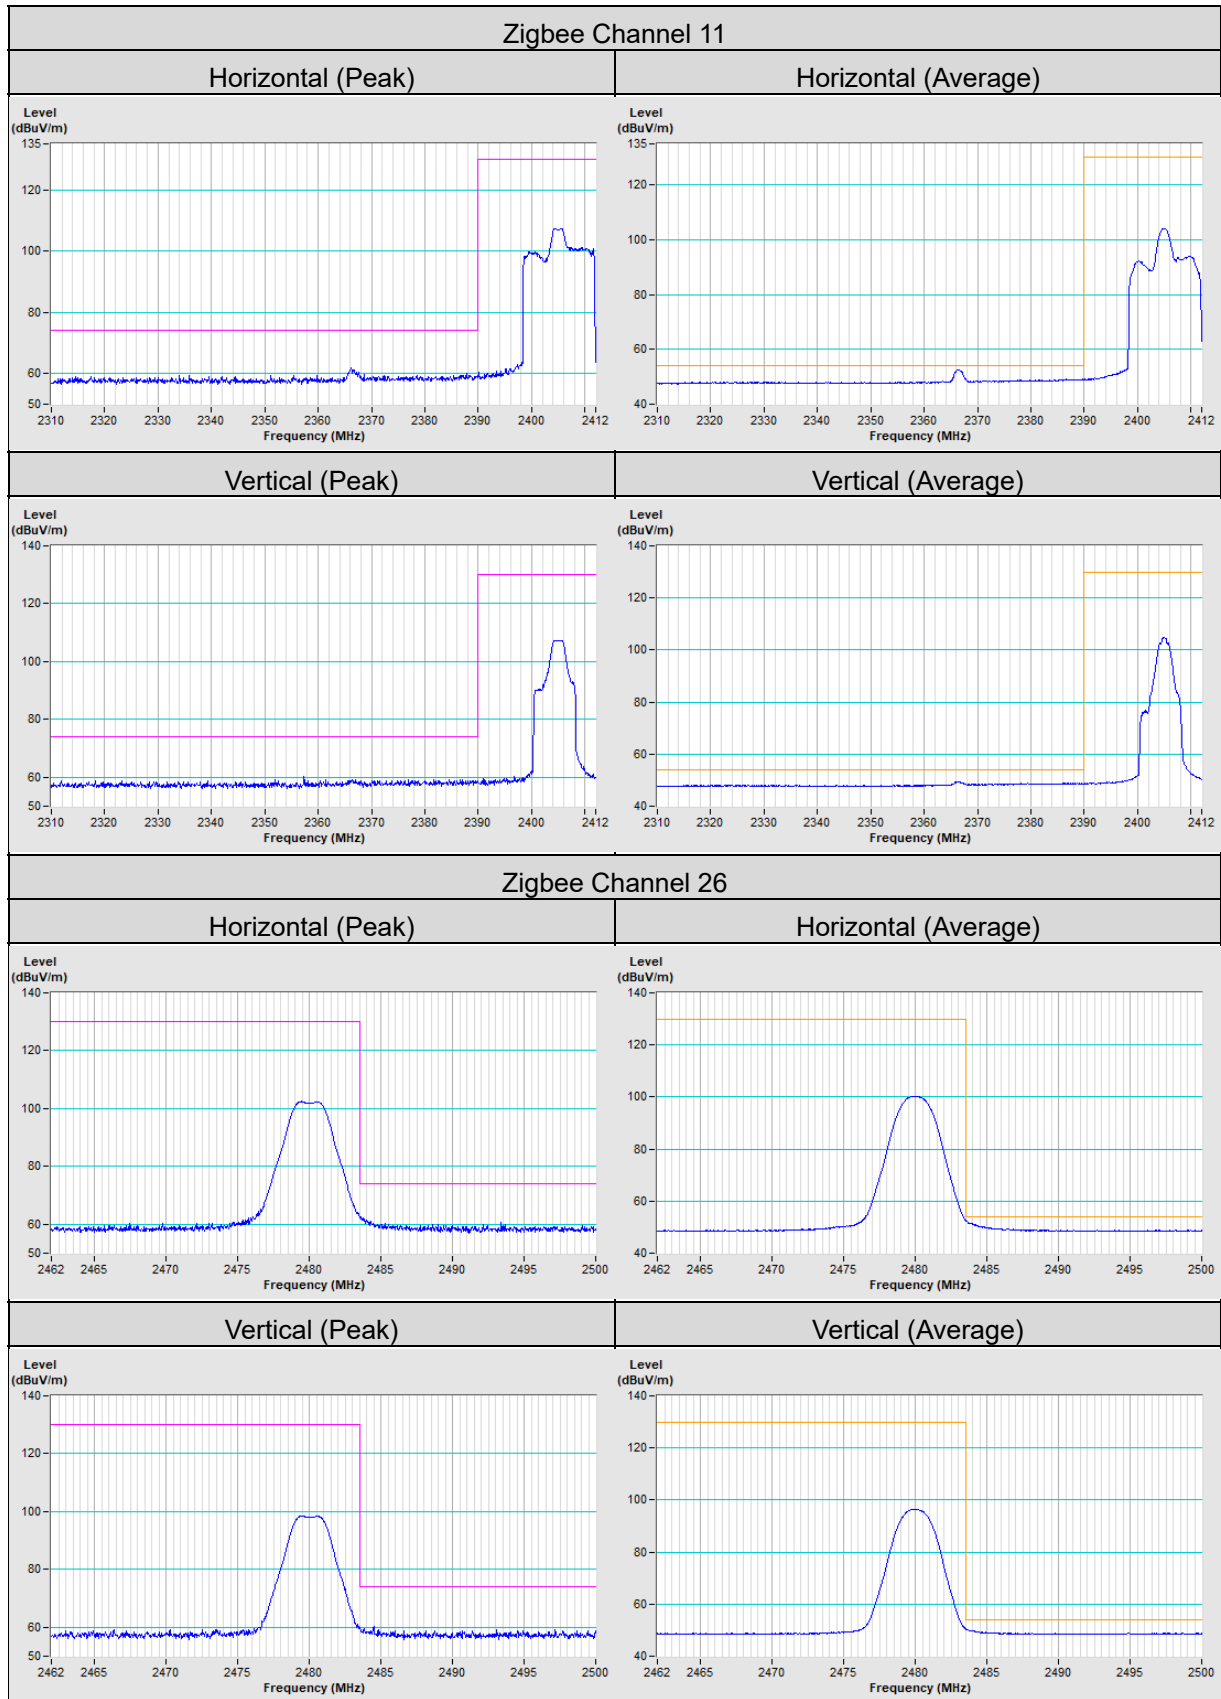 Zigbee Channel 11
Horizontal (Peak)
Horizontal (Average)
Level
(dBuV/m)
135
120
100
80
60
50
2310 2320 2330 2340 2350 2360 2370 2380 2390 2400 2412
Frequency (MHz)
Level
(dBuV/m)
135
120
100
80
60
40
2310 2320 2330 2340 2350 2360 2370 2380 2390 2400 2412
Frequency (MHz)
Vertical (Peak)
Vertical (Average)
Level
(dBuV/m)
140
120
100
80
60
50
2310 2320 2330 2340 2350 2360 2370 2380 2390 2400 2412
Frequency (MHz)
Level
(dBuV/m)
140
120
100
80
60
40
2310 2320 2330 2340 2350 2360 2370 2380 2390 2400 2412
Frequency (MHz)
Zigbee Channel 26
Horizontal (Peak)
Horizontal (Average)
Level
(dBuV/m)
140
120
100
80
60
50
2462 2465 2470 2475 2480 2485 2490 2495 2500
Frequency (MHz)
Level
(dBuV/m)
140
120
100
80
60
40
2462 2465 2470 2475 2480 2485 2490 2495 2500
Frequency (MHz)
Vertical (Peak)
Vertical (Average)
Level
(dBuV/m)
140
120
100
80
60
50
2462 2465 2470 2475 2480 2485 2490 2495 2500
Frequency (MHz)
Level
(dBuV/m)
140
120
100
80
60
40
2462 2465 2470 2475 2480 2485 2490 2495 2500
Frequency (MHz)